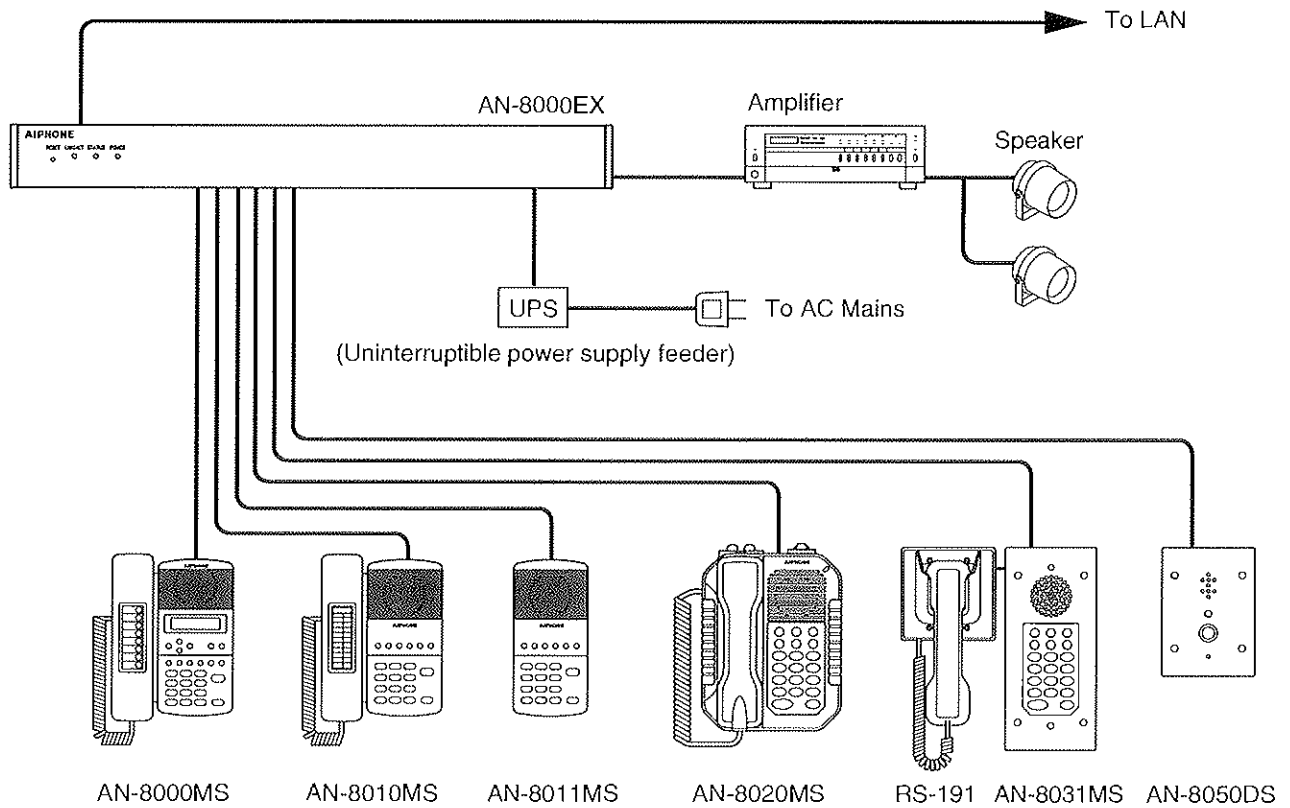 To LAN
AN-8000EX
Amplifier
Speaker
AIPHONE
UPS
To AC Mains
(Uninterruptible power supply feeder)
AN-8000MS
AN-8010MS
AN-8011MS
AN-8020MS
RS-191
AN-8031MS
AN-8050DS